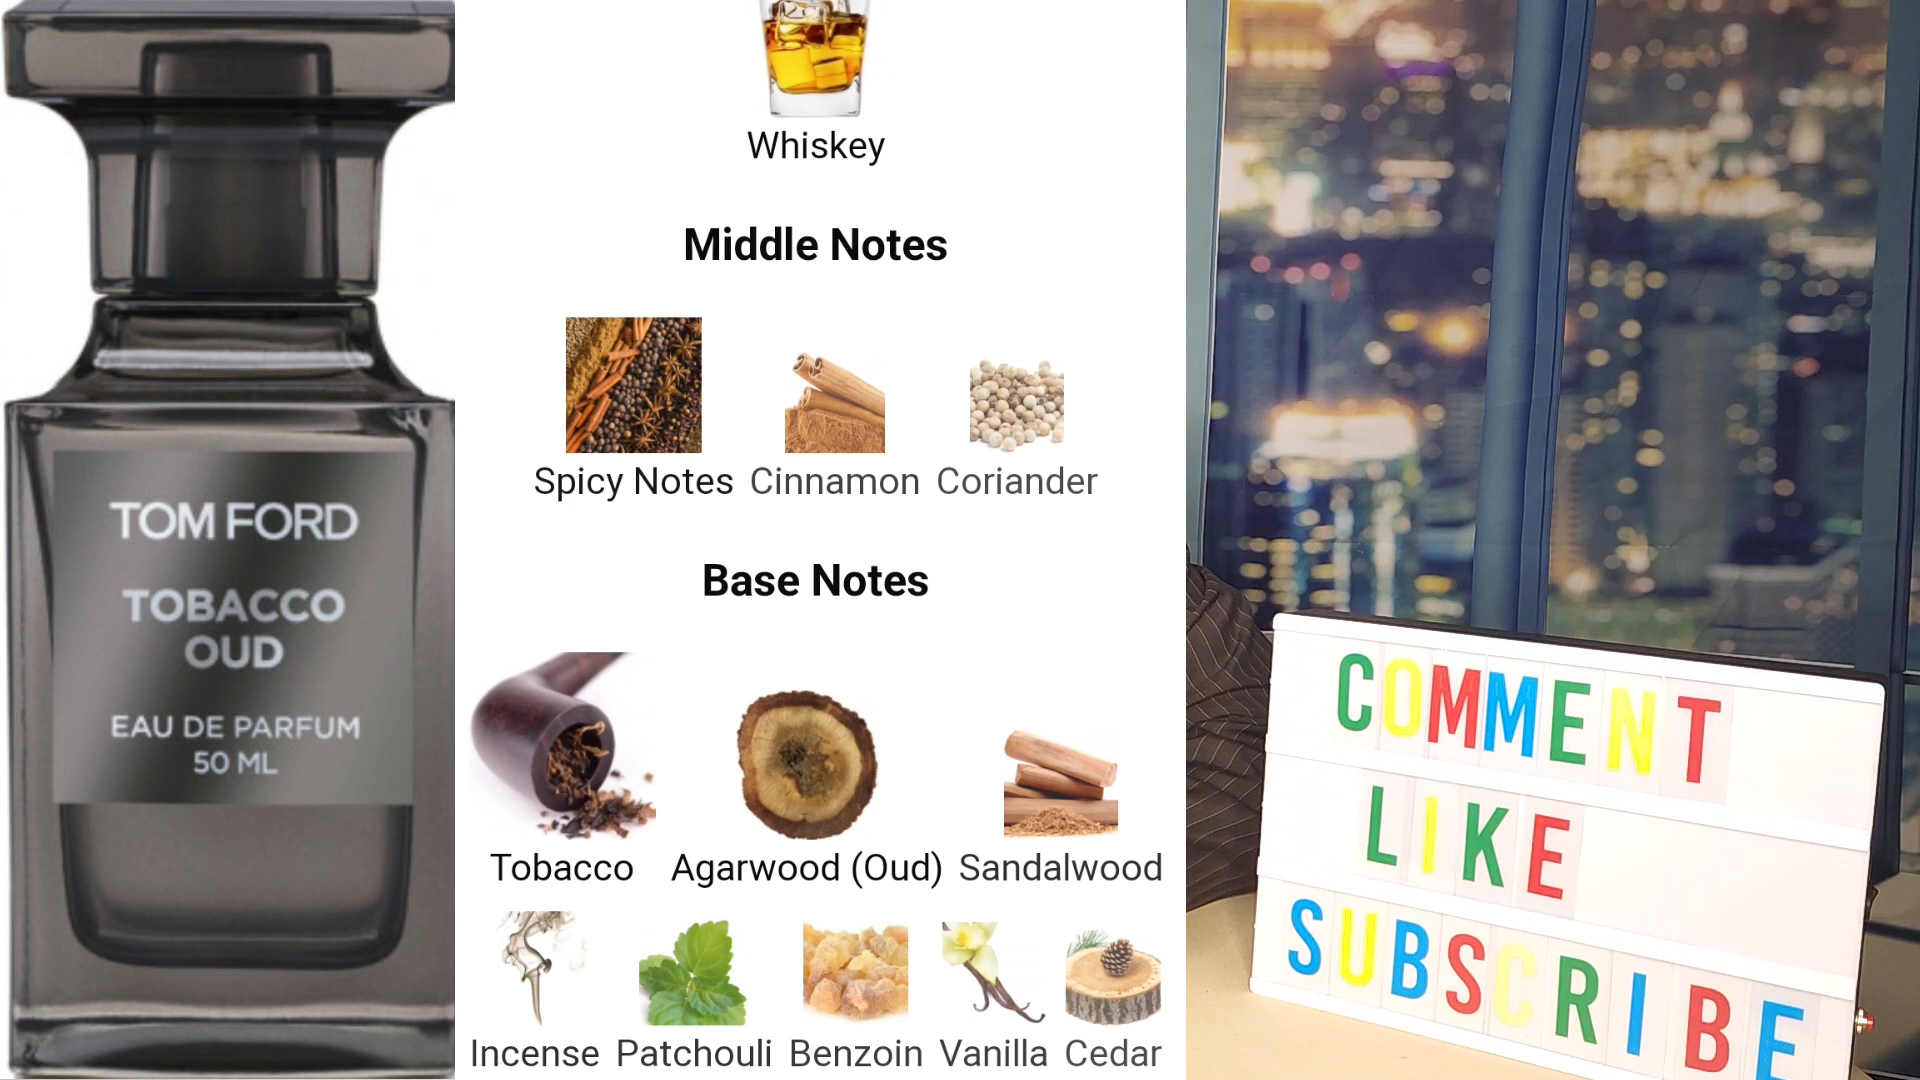 TOM FORD
TOBACCO
OUD
EAU DE PARFUM
50 ML
Whiskey
Middle Notes
Spicy Notes Cinnamon Coriander
Base Notes
Tobacco Agarwood (Oud) Sandalwood
Incense Patchouli Benzoin Vanilla Cedar
COMMENT
LIKE
SUBSCRIBE